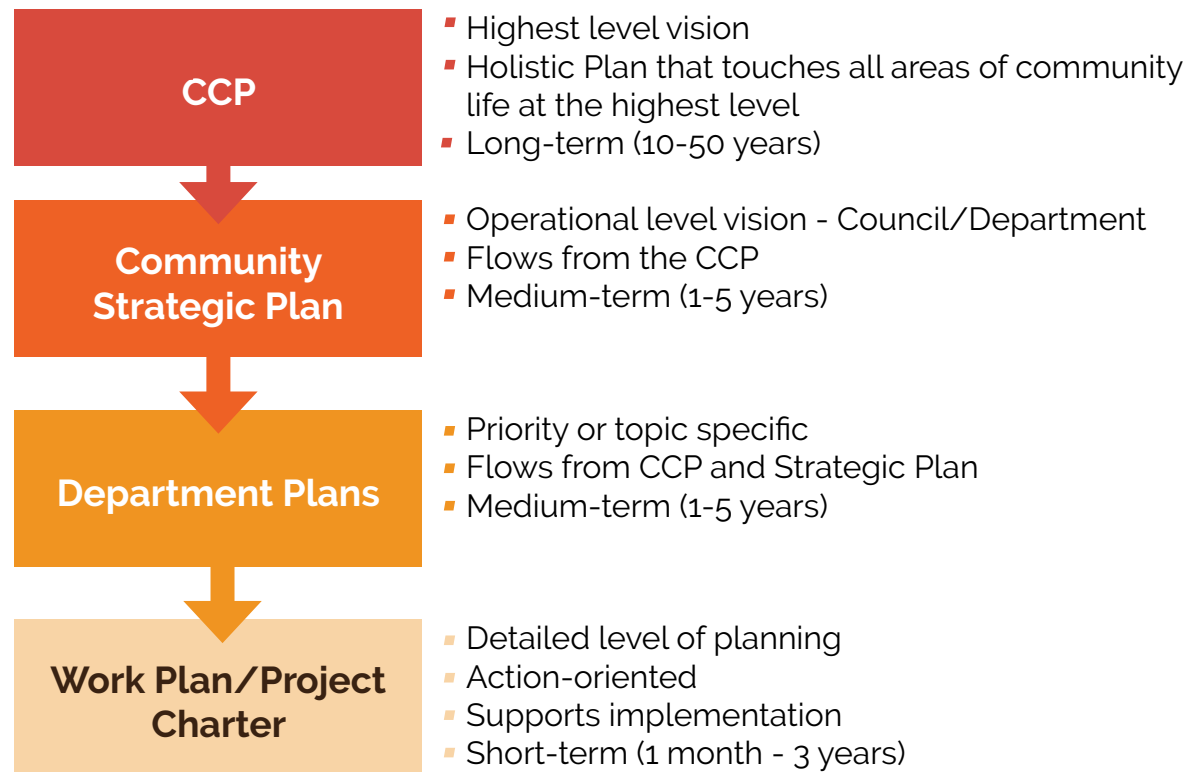 CCP
Highest level vision
Holistic Plan that touches all areas of community
life at the highest level
Long-term (10-50 years)
Community
Strategic Plan
Operational level vision - Council/Department
Flows from the CCP
Medium-term (1-5 years)
Department Plans
Priority or topic specific
Flows from CCP and Strategic Plan
Medium-term (1-5 years)
Work Plan/Project
Charter
Detailed level of planning
Action-oriented
Supports implementation
Short-term (1 month - 3 years)